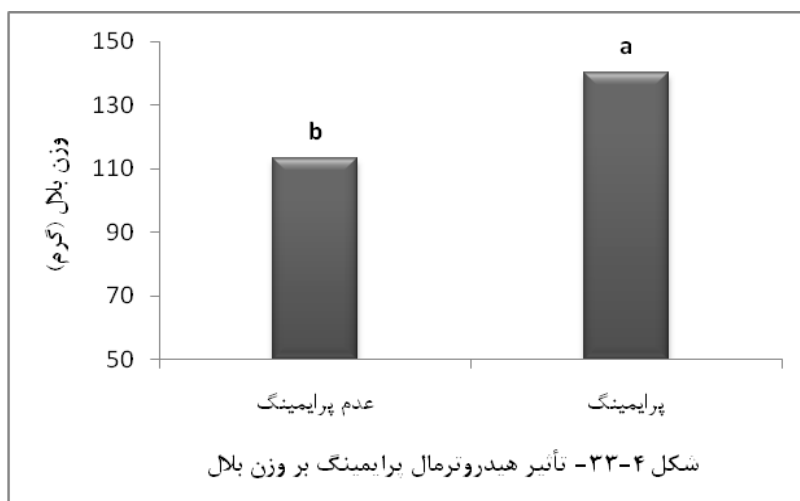 150
130
110
90
70
50
وزن بلال (گرم)
b
a
عدم پرایمینگ
پرایمینگ
شکل ۴-۳۳- تأثیر هیدروترمال پرایمینگ بر وزن بلال